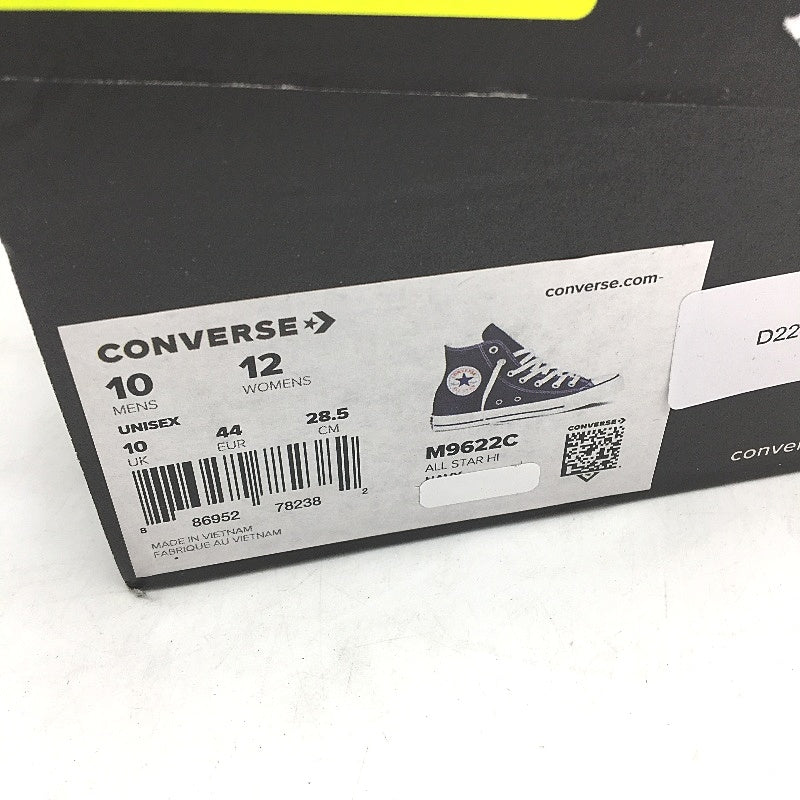 converse.com
CONVERSE
10 12
MENS WOMENS
UNISEX
10 44 28.5
UK EUR CM
8 86952 78238 2
MADE IN VIETNAM
FABRIQUE AU VIETNAM
M9622C
ALL STAR HI
CONVERSE
D22
conver